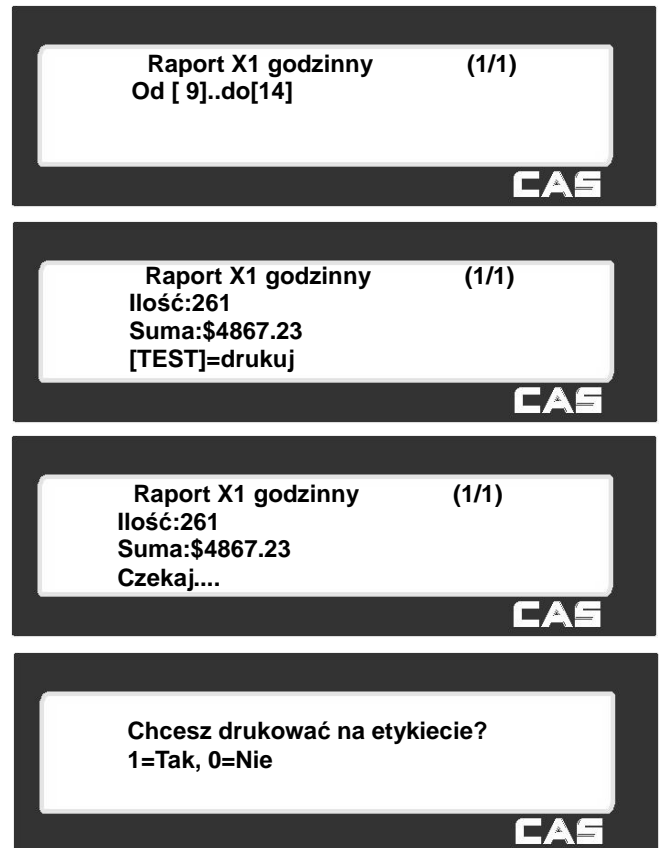 Raport X1 godzinny (1/1)
Od [ 9]..do[14]
CAS
Raport X1 godzinny (1/1)
Ilość:261
Suma:$4867.23
[TEST]=drukuj
CAS
Raport X1 godzinny (1/1)
Ilość:261
Suma:$4867.23
Czekaj....
CAS
Chcesz drukować na etykiecie?
1=Tak, 0=Nie
CAS